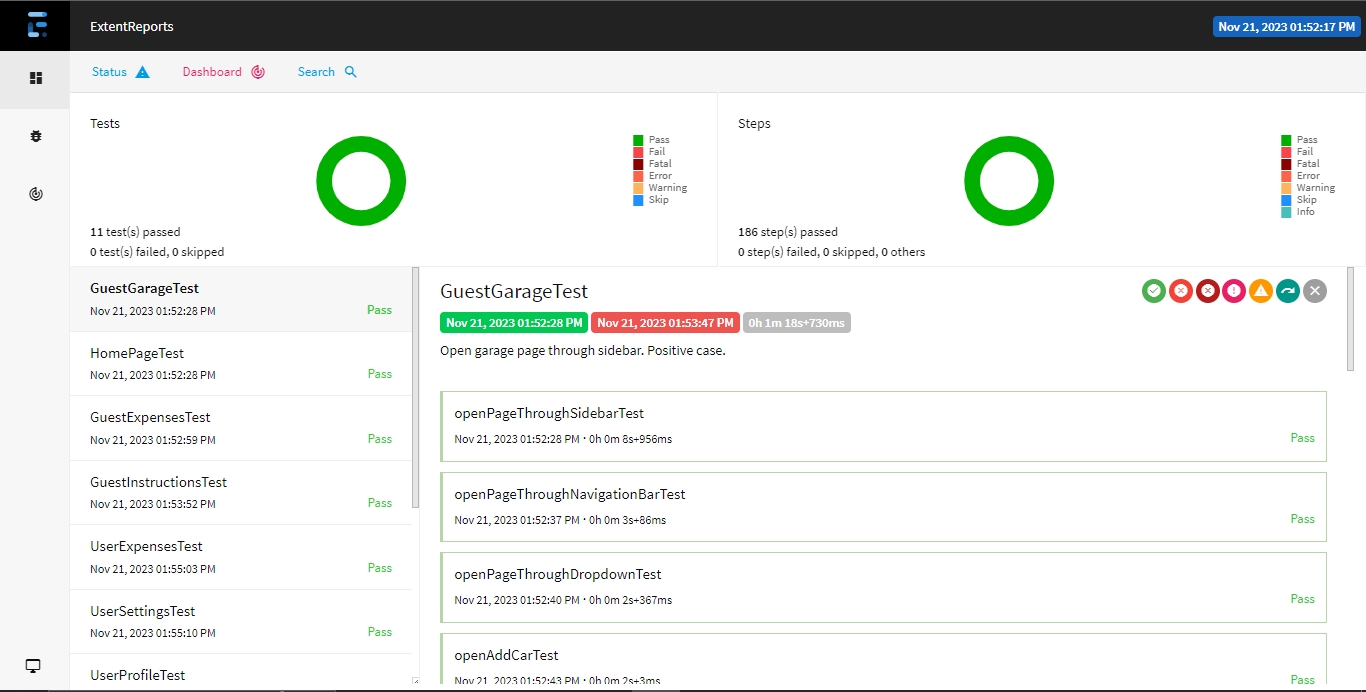 ExtentReports
Nov 21, 2023 01:52:17 PM
Status
Dashboard
Search
Tests
Pass
Fail
Fatal
Error
Warning
Skip
11 test(s) passed
0 test(s) failed, 0 skipped
Steps
Pass
Fail
Fatal
Error
Warning
Skip
Info
186 step(s) passed
0 step(s) failed, 0 skipped, 0 others
GuestGarageTest
Nov 21, 2023 01:52:28 PM
Pass
HomePageTest
Nov 21, 2023 01:52:28 PM
Pass
GuestExpensesTest
Nov 21, 2023 01:52:59 PM
Pass
GuestInstructionsTest
Nov 21, 2023 01:53:52 PM
Pass
UserExpensesTest
Nov 21, 2023 01:55:03 PM
Pass
UserSettingsTest
Nov 21, 2023 01:55:10 PM
Pass
UserProfileTest
GuestGarageTest
Nov 21, 2023 01:52:28 PM Nov 21, 2023 01:53:47 PM 0h 1m 18s+730ms
Open garage page through sidebar. Positive case.
openPageThroughSidebarTest
Nov 21, 2023 01:52:28 PM · 0h 0m 8s+956ms
Pass
openPageThroughNavigationBarTest
Nov 21, 2023 01:52:37 PM · 0h 0m 3s+86ms
Pass
openPageThroughDropdownTest
Nov 21, 2023 01:52:40 PM · 0h 0m 2s+367ms
Pass
openAddCarTest
Nov 21, 2023 01:52:43 PM · 0h 0m 2s+3ms
Pass